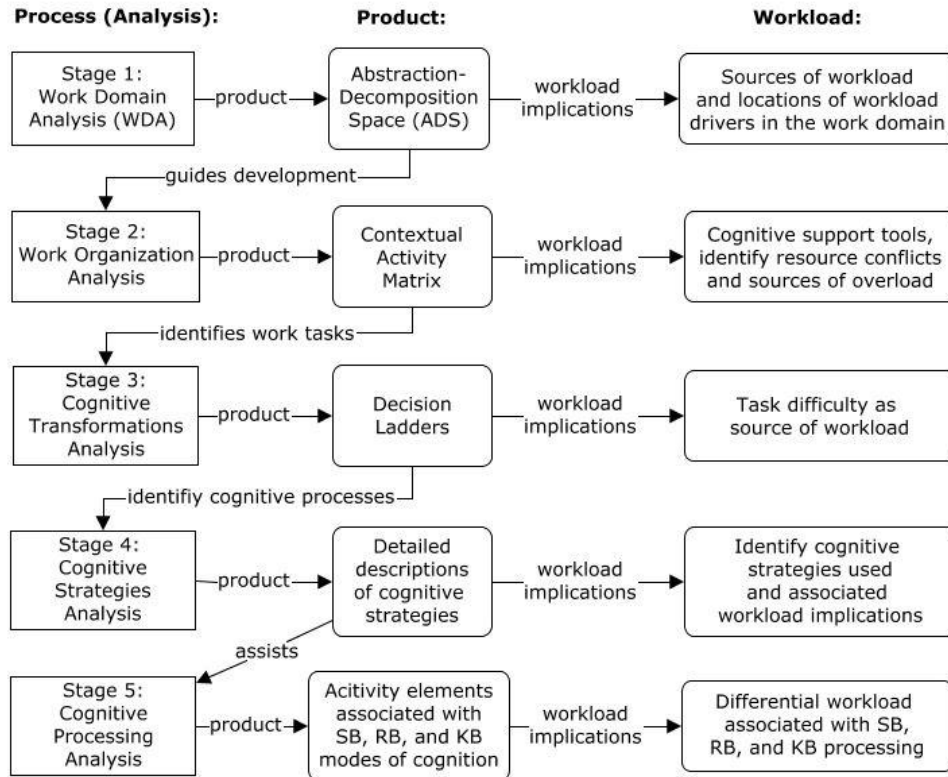 Process (Analysis):
Product:
Workload:
Stage 1:
Work Domain
Analysis (WDA)
product
Abstraction-
Decomposition
Space (ADS)
workload
implications
Sources of workload
and locations of workload
drivers in the work domain
guides development
Stage 2:
Work Organization
Analysis
product
Contextual
Activity
Matrix
workload
implications
Cognitive support tools,
identify resource conflicts
and sources of overload
identifies work tasks
Stage 3:
Cognitive
Transformations
Analysis
product
Decision
Ladders
workload
implications
Task difficulty as
source of workload
identifiy cognitive processes
Stage 4:
Cognitive
Strategies
Analysis
product
Detailed
descriptions
of cognitive
strategies
workload
implications
Identify cognitive
strategies used
and associated
workload implications
assists
Stage 5:
Cognitive
Processing
Analysis
product
Acitivity elements
associated with
SB, RB, and KB
modes of cognition
workload
implications
Differential workload
associated with SB,
RB, and KB processing